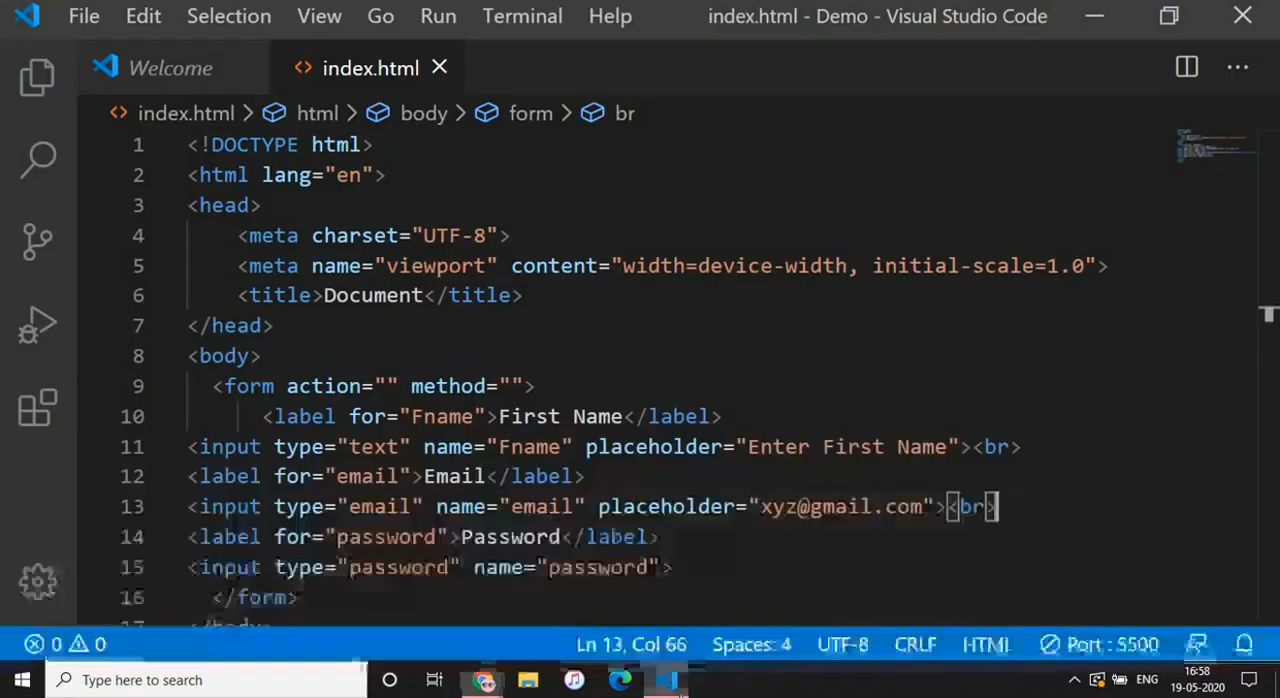 File Edit Selection View Go Run Terminal Help index.html - Demo - Visual Studio Code
Welcome index.html
index.html > html > body > form > br
1 <!DOCTYPE html>
2 <html lang="en">
3 <head>
4 <meta charset="UTF-8">
5 <meta name="viewport" content="width=device-width, initial-scale=1.0">
6 <title>Document</title>
7 </head>
8 <body>
9 <form action="" method="">
10 <label for="Fname">First Name</label>
11 <input type="text" name="Fname" placeholder="Enter First Name"><br>
12 <label for="email">Email</label>
13 <input type="email" name="email" placeholder="xyz@gmail.com"><br>
14 <label for="password">Password</label>
15 <input type="password" name="password">
16 </form>
17 </body>
0 0 Ln 13, Col 66 Spaces: 4 UTF-8 CRLF HTML Port : 5500
Type here to search ENG 16:58
19-05-2020